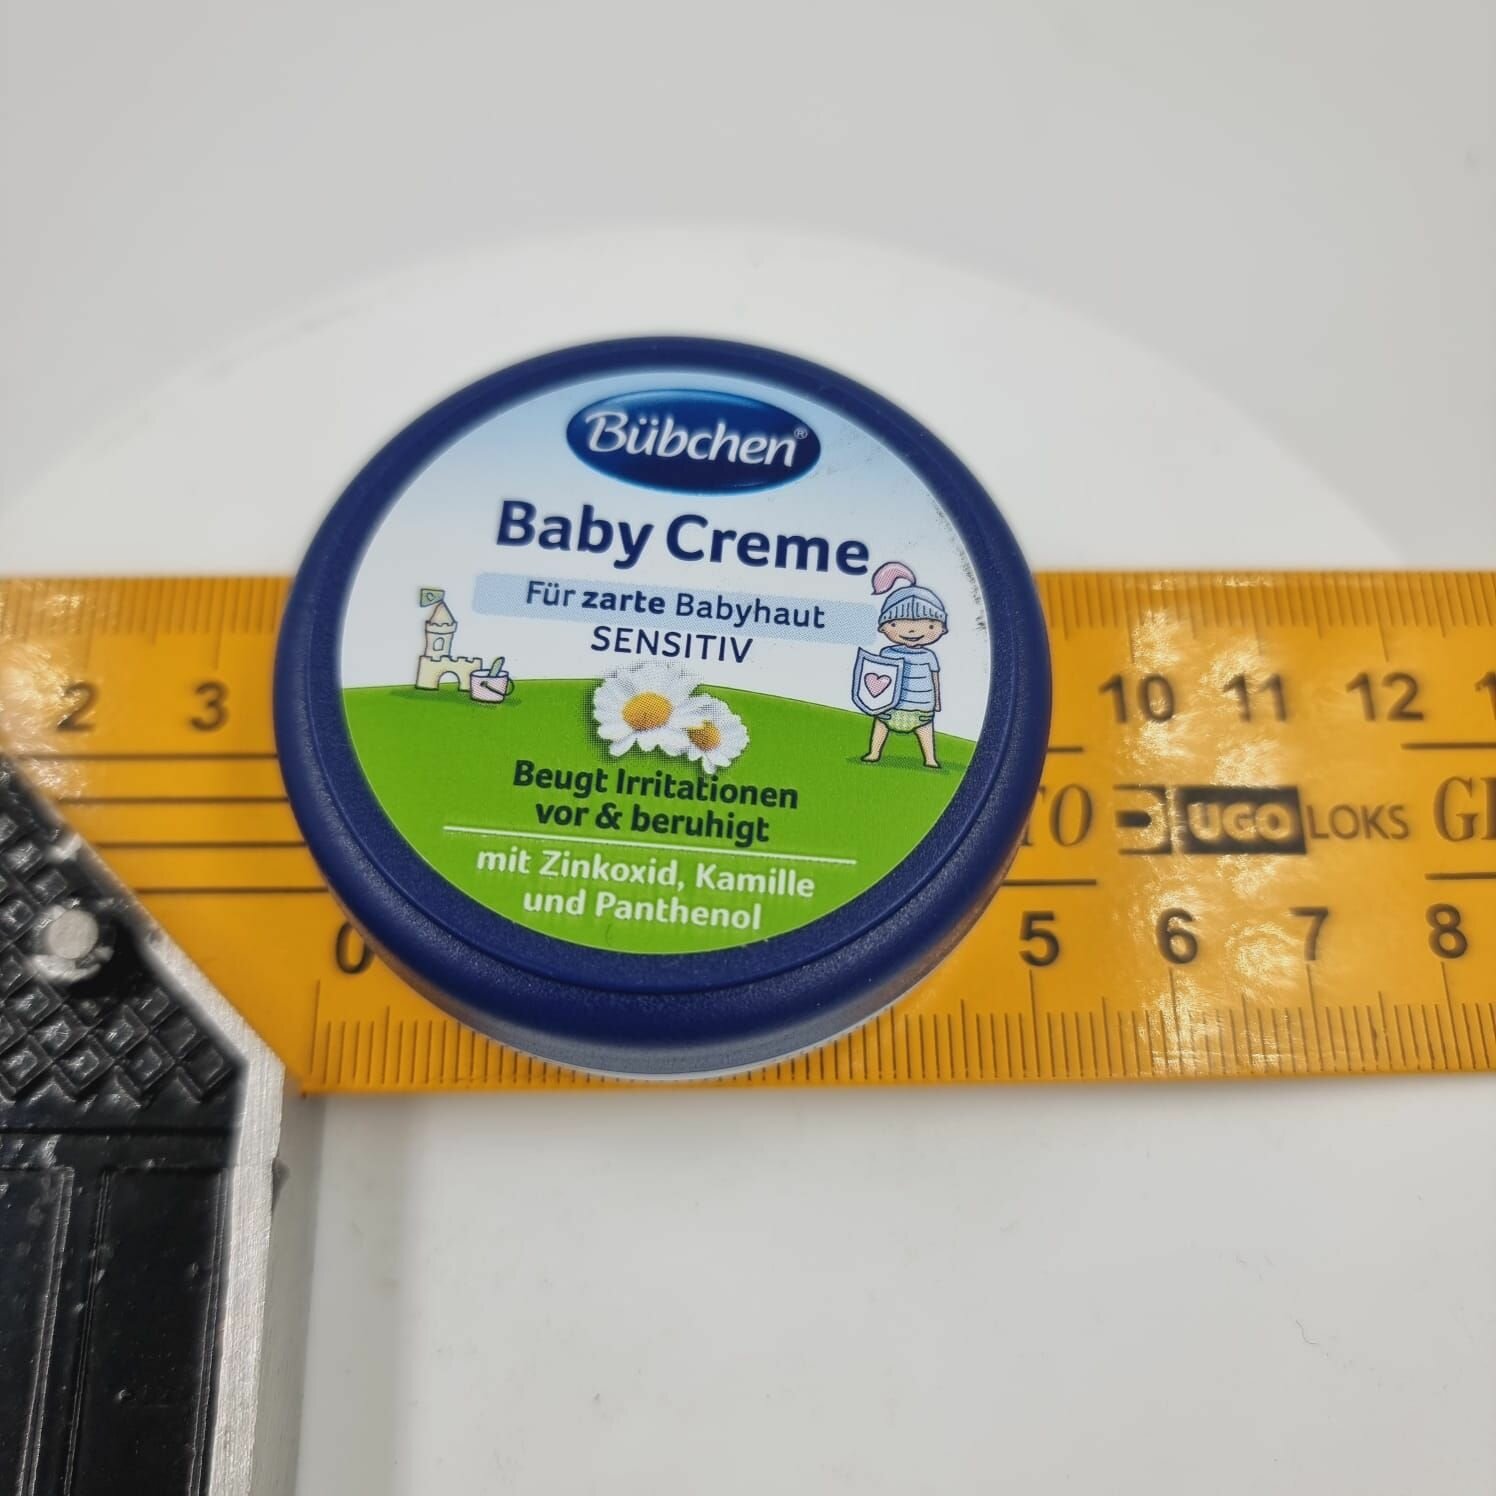 Bübchen®
Baby Creme
Für zarte Babyhaut
SENSITIV
Beugt Irritationen
vor & beruhigt
mit Zinkoxid, Kamille
und Panthenol
2 3 10 11 12
UGO LOKS
0 5 6 7 8